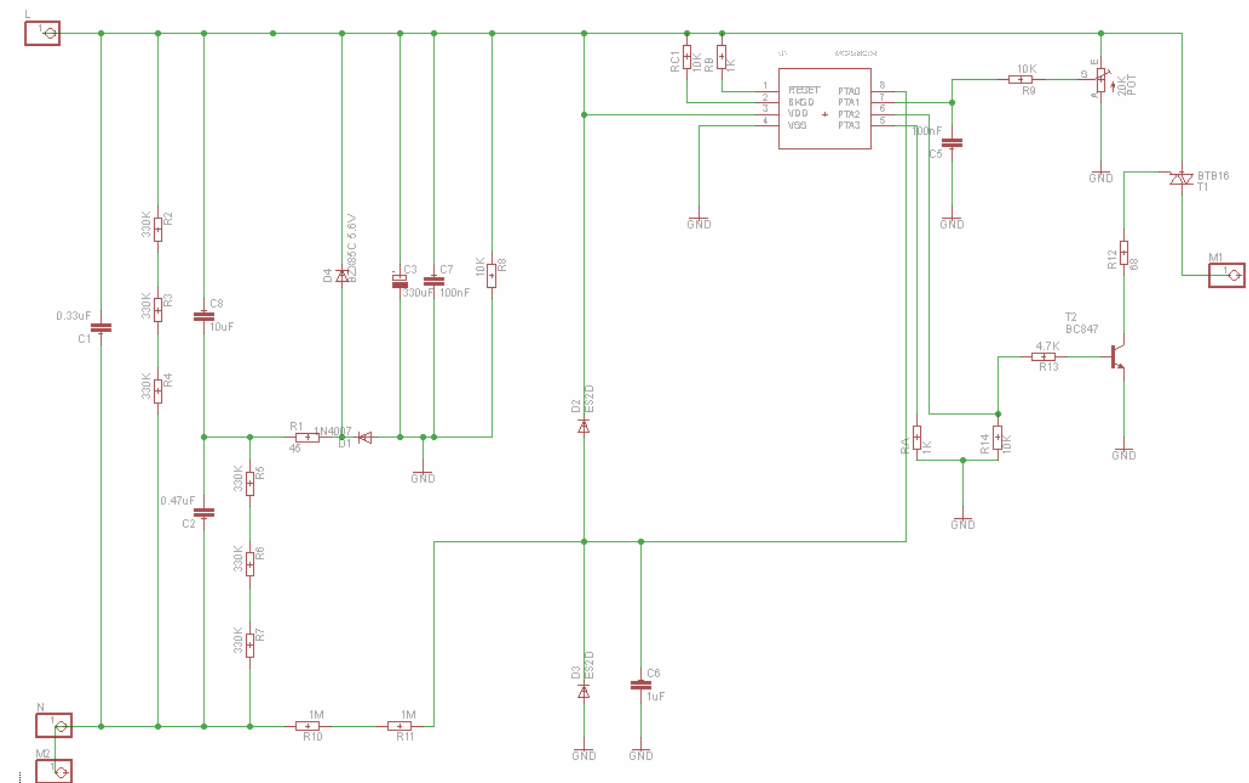 L
1
RC1
10K
RB
1K
1 RESET PTA0 8
2 BKGD PTA1 7
3 VDD PTA2 6
4 VSS PTA3 5
10K
R9
E
S
A
20K
POT
100nF
C5
GND
GND
GND
BTB16
T1
R12
68
M1
1
330K
R2
330K
R3
330K
R4
0.33uF
C1
C8
10uF
D4
BZX85C 5.6V
C3
330uF
C7
100nF
10K
R8
T2
BC847
4.7K
R13
D2
ES2D
R1
45
1N4007
D1
GND
RA
1K
R14
10K
GND
GND
330K
R5
0.47uF
C2
330K
R6
330K
R7
D3
ES2D
C6
1uF
GND
GND
N
1
1M
R10
1M
R11
M2
1